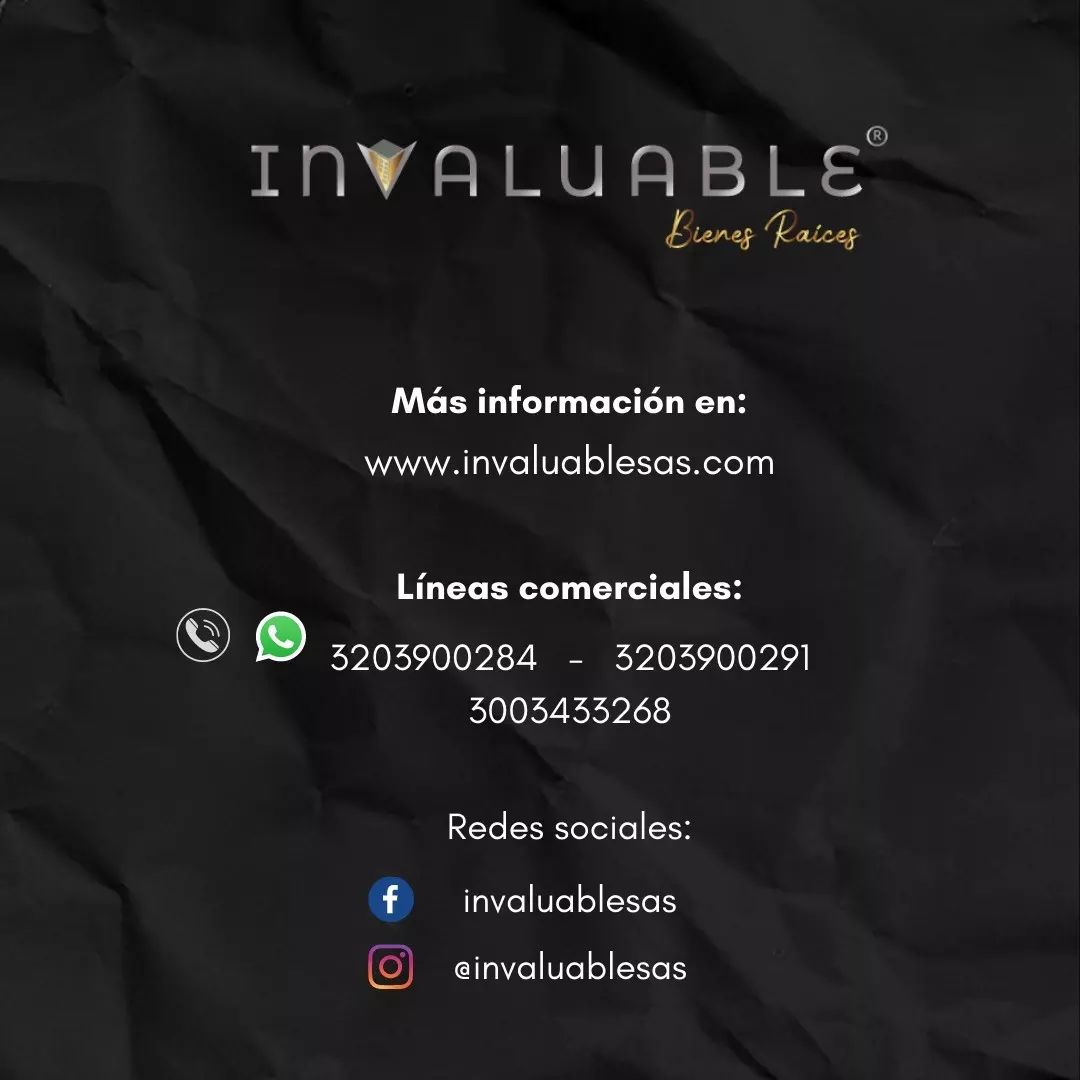 INVALUABLE®
Bienes Raíces
Más información en:
www.invaluablesas.com
Líneas comerciales:
3203900284 - 3203900291
3003433268
Redes sociales:
invaluablesas
@invaluablesas